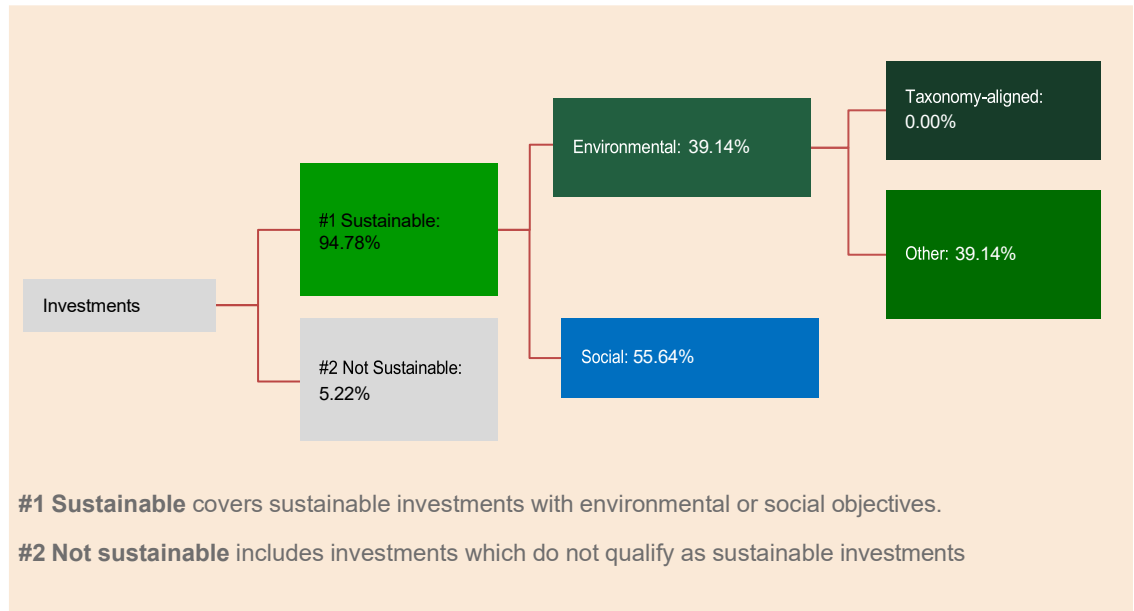 Investments
#1 Sustainable:
94.78%
#2 Not Sustainable:
5.22%
Environmental: 39.14%
Social: 55.64%
Taxonomy-aligned:
0.00%
Other: 39.14%
#1 Sustainable covers sustainable investments with environmental or social objectives.
#2 Not sustainable includes investments which do not qualify as sustainable investments